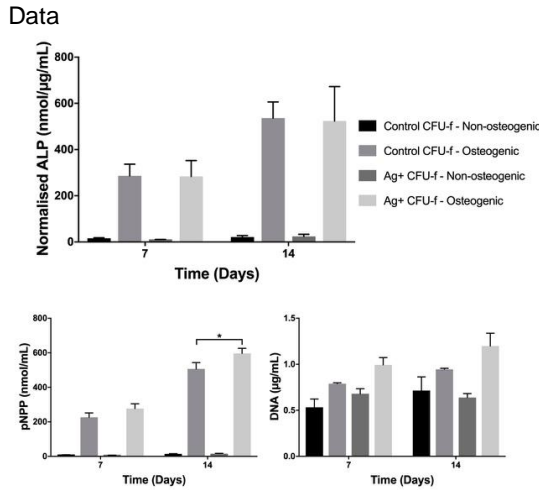 Data
Normalised ALP (nmol/µg/mL)
800
600
400
200
0
7
14
Time (Days)
Control CFU-f - Non-osteogenic
Control CFU-f - Osteogenic
Ag+ CFU-f - Non-osteogenic
Ag+ CFU-f - Osteogenic
pNPP (nmol/mL)
800
600
400
200
0
*
7
14
Time (Days)
DNA (µg/mL)
1.5
1.0
0.5
0.0
7
14
Time (Days)